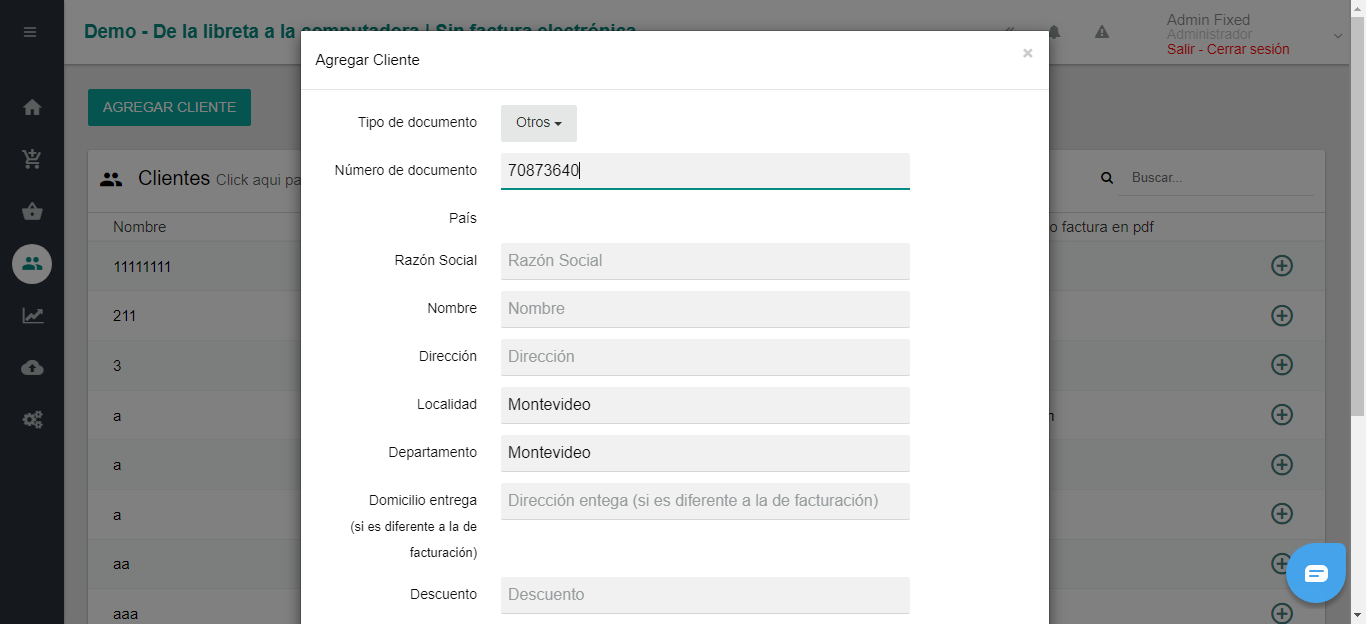 Demo - De la libreta a la computadora | Sin factura electrónica
Admin Fixed
Administrador
Salir - Cerrar sesión
Agregar Cliente
×
AGREGAR CLIENTE
Tipo de documento
Otros
Número de documento
70873640
País
Razón Social
Razón Social
Nombre
Nombre
Dirección
Dirección
Localidad
Montevideo
Departamento
Montevideo
Domicilio entrega
(si es diferente a la de
facturación)
Dirección entega (si es diferente a la de facturación)
Descuento
Descuento
Clientes Click aqui pa
Buscar...
Nombre
o factura en pdf
11111111
211
3
a
n
a
a
aa
aaa